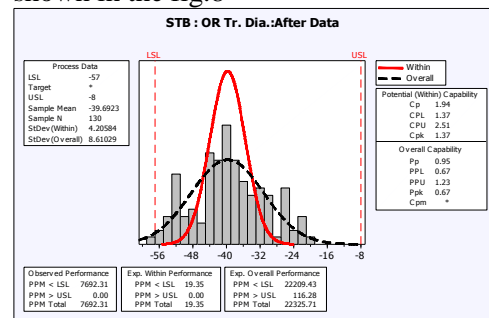 shown in the fig.8
STB : OR Tr. Dia.:After Data
LSL
USL
Process Data
LSL -57
Target *
USL -8
Sample Mean -39.6923
Sample N 130
StDev(Within) 4.20584
StDev(Overall) 8.61029
Within
Overall
Potential (Within) Capability
Cp 1.94
CPL 1.37
CPU 2.51
Cpk 1.37
Overall Capability
Pp 0.95
PPL 0.67
PPU 1.23
Ppk 0.67
Cpm *
-56 -48 -40 -32 -24 -16 -8
Observed Performance
PPM < LSL 7692.31
PPM > USL 0.00
PPM Total 7692.31
Exp. Within Performance
PPM < LSL 19.35
PPM > USL 0.00
PPM Total 19.35
Exp. Overall Performance
PPM < LSL 22209.43
PPM > USL 116.28
PPM Total 22325.71